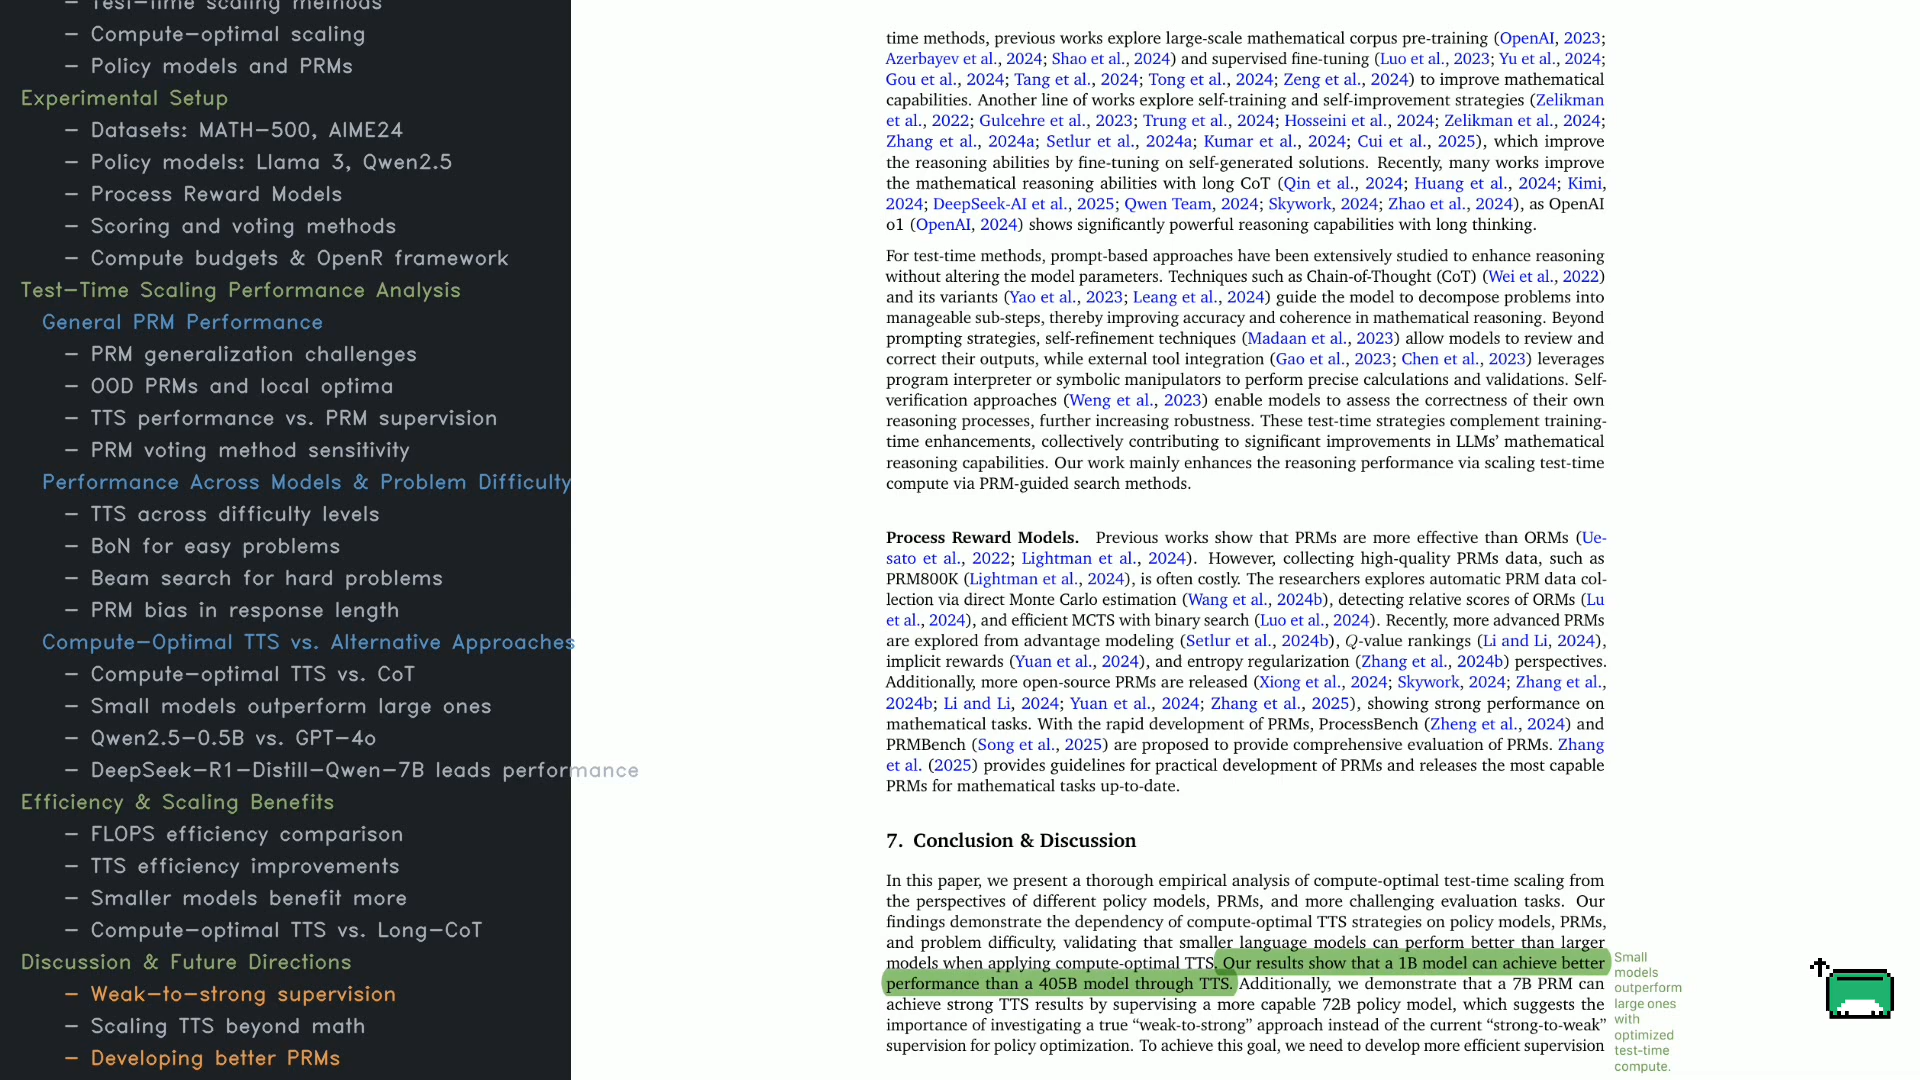 – Test-time scaling methods
– Compute-optimal scaling
– Policy models and PRMs
Experimental Setup
– Datasets: MATH-500, AIME24
– Policy models: Llama 3, Qwen2.5
– Process Reward Models
– Scoring and voting methods
– Compute budgets & OpenR framework
Test-Time Scaling Performance Analysis
General PRM Performance
– PRM generalization challenges
– OOD PRMs and local optima
– TTS performance vs. PRM supervision
– PRM voting method sensitivity
Performance Across Models & Problem Difficulty
– TTS across difficulty levels
– BoN for easy problems
– Beam search for hard problems
– PRM bias in response length
Compute-Optimal TTS vs. Alternative Approaches
– Compute-optimal TTS vs. CoT
– Small models outperform large ones
– Qwen2.5-0.5B vs. GPT-4o
– DeepSeek-R1-Distill-Qwen-7B leads performance
Efficiency & Scaling Benefits
– FLOPS efficiency comparison
– TTS efficiency improvements
– Smaller models benefit more
– Compute-optimal TTS vs. Long-CoT
Discussion & Future Directions
– Weak-to-strong supervision
– Scaling TTS beyond math
– Developing better PRMs
time methods, previous works explore large-scale mathematical corpus pre-training (OpenAI, 2023;
Azerbayev et al., 2024; Shao et al., 2024) and supervised fine-tuning (Luo et al., 2023; Yu et al., 2024;
Gou et al., 2024; Tang et al., 2024; Tong et al., 2024; Zeng et al., 2024) to improve mathematical
capabilities. Another line of works explore self-training and self-improvement strategies (Zelikman
et al., 2022; Gulcehre et al., 2023; Trung et al., 2024; Hosseini et al., 2024; Zelikman et al., 2024;
Zhang et al., 2024a; Setlur et al., 2024a; Kumar et al., 2024; Cui et al., 2025), which improve
the reasoning abilities by fine-tuning on self-generated solutions. Recently, many works improve
the mathematical reasoning abilities with long CoT (Qin et al., 2024; Huang et al., 2024; Kimi,
2024; DeepSeek-AI et al., 2025; Qwen Team, 2024; Skywork, 2024; Zhao et al., 2024), as OpenAI
o1 (OpenAI, 2024) shows significantly powerful reasoning capabilities with long thinking.
For test-time methods, prompt-based approaches have been extensively studied to enhance reasoning
without altering the model parameters. Techniques such as Chain-of-Thought (CoT) (Wei et al., 2022)
and its variants (Yao et al., 2023; Leang et al., 2024) guide the model to decompose problems into
manageable sub-steps, thereby improving accuracy and coherence in mathematical reasoning. Beyond
prompting strategies, self-refinement techniques (Madaan et al., 2023) allow models to review and
correct their outputs, while external tool integration (Gao et al., 2023; Chen et al., 2023) leverages
program interpreter or symbolic manipulators to perform precise calculations and validations. Self-
verification approaches (Weng et al., 2023) enable models to assess the correctness of their own
reasoning processes, further increasing robustness. These test-time strategies complement training-
time enhancements, collectively contributing to significant improvements in LLMs' mathematical
reasoning capabilities. Our work mainly enhances the reasoning performance via scaling test-time
compute via PRM-guided search methods.
Process Reward Models. Previous works show that PRMs are more effective than ORMs (Ue-
sato et al., 2022; Lightman et al., 2024). However, collecting high-quality PRMs data, such as
PRM800K (Lightman et al., 2024), is often costly. The researchers explores automatic PRM data col-
lection via direct Monte Carlo estimation (Wang et al., 2024b), detecting relative scores of ORMs (Lu
et al., 2024), and efficient MCTS with binary search (Luo et al., 2024). Recently, more advanced PRMs
are explored from advantage modeling (Setlur et al., 2024b), Q-value rankings (Li and Li, 2024),
implicit rewards (Yuan et al., 2024), and entropy regularization (Zhang et al., 2024b) perspectives.
Additionally, more open-source PRMs are released (Xiong et al., 2024; Skywork, 2024; Zhang et al.,
2024b; Li and Li, 2024; Yuan et al., 2024; Zhang et al., 2025), showing strong performance on
mathematical tasks. With the rapid development of PRMs, ProcessBench (Zheng et al., 2024) and
PRMBench (Song et al., 2025) are proposed to provide comprehensive evaluation of PRMs. Zhang
et al. (2025) provides guidelines for practical development of PRMs and releases the most capable
PRMs for mathematical tasks up-to-date.
7. Conclusion & Discussion
In this paper, we present a thorough empirical analysis of compute-optimal test-time scaling from
the perspectives of different policy models, PRMs, and more challenging evaluation tasks. Our
findings demonstrate the dependency of compute-optimal TTS strategies on policy models, PRMs,
and problem difficulty, validating that smaller language models can perform better than larger
models when applying compute-optimal TTS. Our results show that a 1B model can achieve better
performance than a 405B model through TTS. Additionally, we demonstrate that a 7B PRM can
achieve strong TTS results by supervising a more capable 72B policy model, which suggests the
importance of investigating a true "weak-to-strong" approach instead of the current "strong-to-weak"
supervision for policy optimization. To achieve this goal, we need to develop more efficient supervision
Small
models
outperform
large ones
with
optimized
test-time
compute.